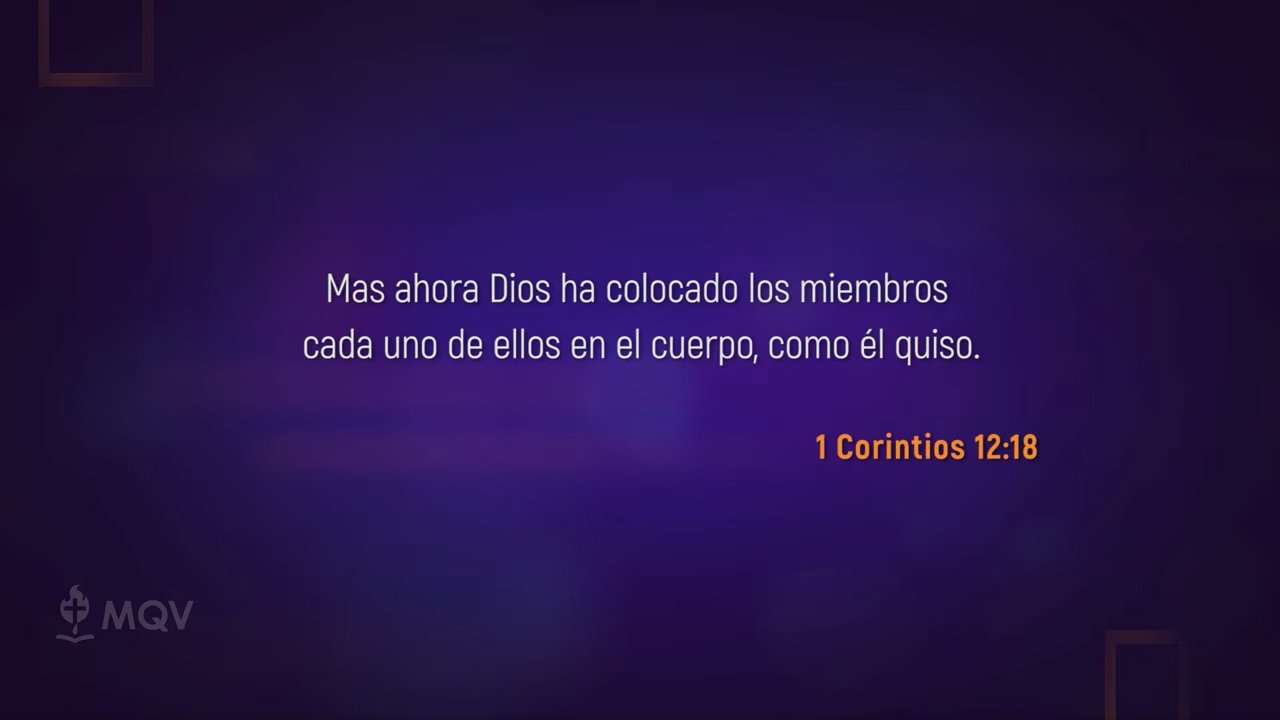 Mas ahora Dios ha colocado los miembros
cada uno de ellos en el cuerpo, como él quiso.
1 Corintios 12:18
MQV